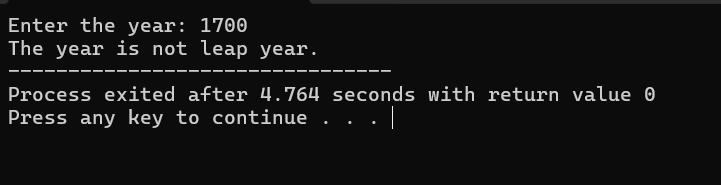 Enter the year: 1700
The year is not leap year.
--------------------------------
Process exited after 4.764 seconds with return value 0
Press any key to continue . . .